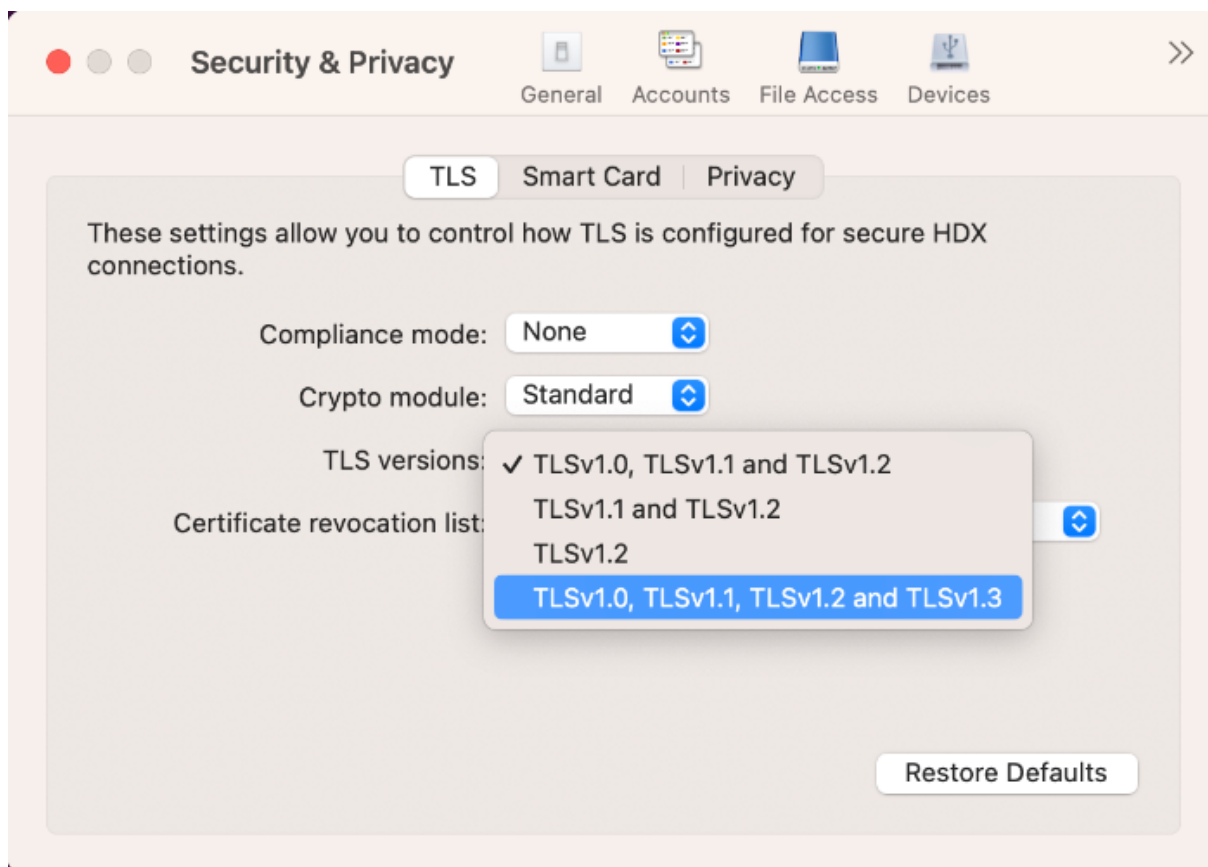 Security & Privacy
General
Accounts
File Access
Devices
TLS
Smart Card
Privacy
These settings allow you to control how TLS is configured for secure HDX
connections.
Compliance mode:
None
Crypto module:
Standard
TLS versions:
✓ TLSv1.0, TLSv1.1 and TLSv1.2
TLSv1.1 and TLSv1.2
TLSv1.2
TLSv1.0, TLSv1.1, TLSv1.2 and TLSv1.3
Certificate revocation list:
Restore Defaults